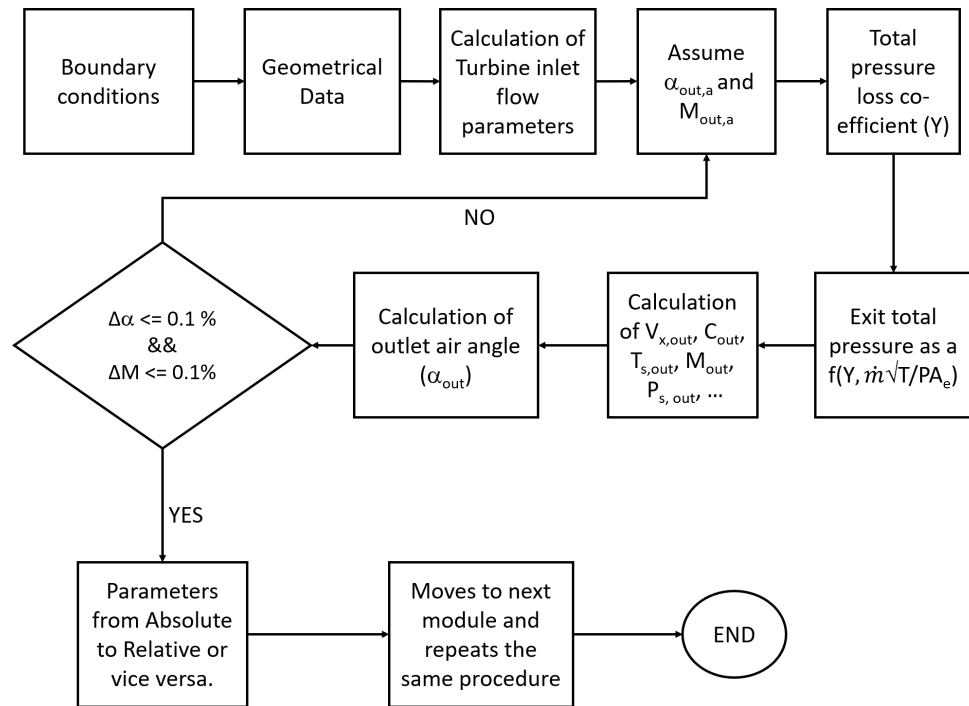 Boundary
conditions
Geometrical
Data
Calculation of
Turbine inlet
flow
parameters
Assume
α_out,a and
M_out,a
Total
pressure
loss co-
efficient (Y)
NO
Δα <= 0.1 %
&&
ΔM <= 0.1%
Calculation of
outlet air angle
(α_out)
Calculation
of V_x,out, C_out,
T_s,out, M_out,
P_s, out, ...
Exit total
pressure as a
f(Y, ṁ√T/PA_e)
YES
Parameters
from Absolute
to Relative or
vice versa.
Moves to next
module and
repeats the
same procedure
END